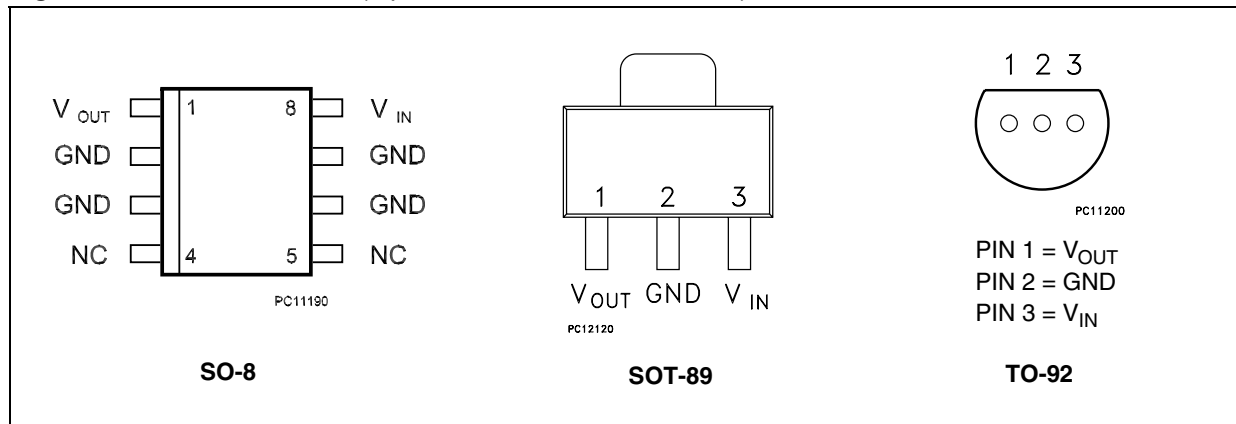 V OUT 1 8 V IN
GND GND
GND GND
NC 4 5 NC
PC11190
SO-8
1 2 3
VOUT GND V IN
PC12120
SOT-89
1 2 3
PC11200
PIN 1 = VOUT
PIN 2 = GND
PIN 3 = VIN
TO-92